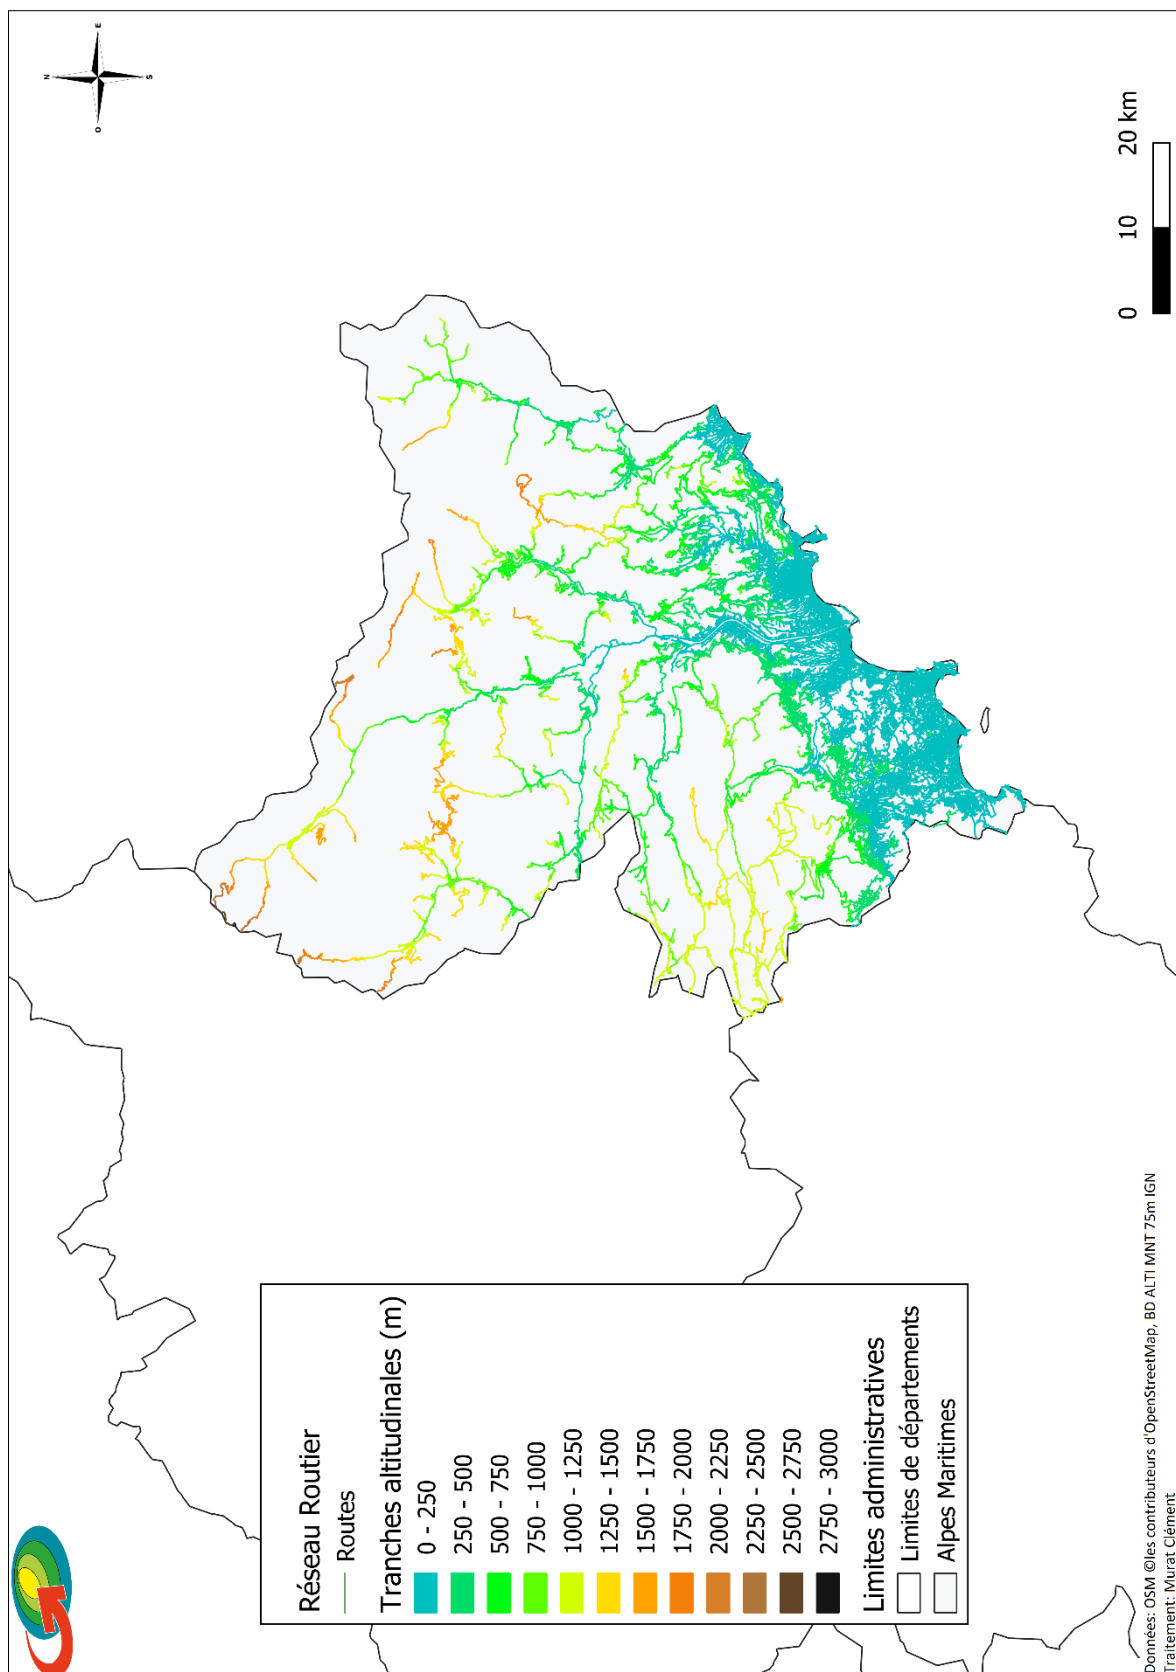 N
E
S
O
Réseau Routier
Routes
Tranches altitudinales (m)
0 - 250
250 - 500
500 - 750
750 - 1000
1000 - 1250
1250 - 1500
1500 - 1750
1750 - 2000
2000 - 2250
2250 - 2500
2500 - 2750
2750 - 3000
Limites administratives
Limites de départements
Alpes Maritimes
0 10 20 km
Données: OSM ©les contributeurs d'OpenStreetMap, BD ALTI MNT 75m IGN
Traitement: Murat Clément